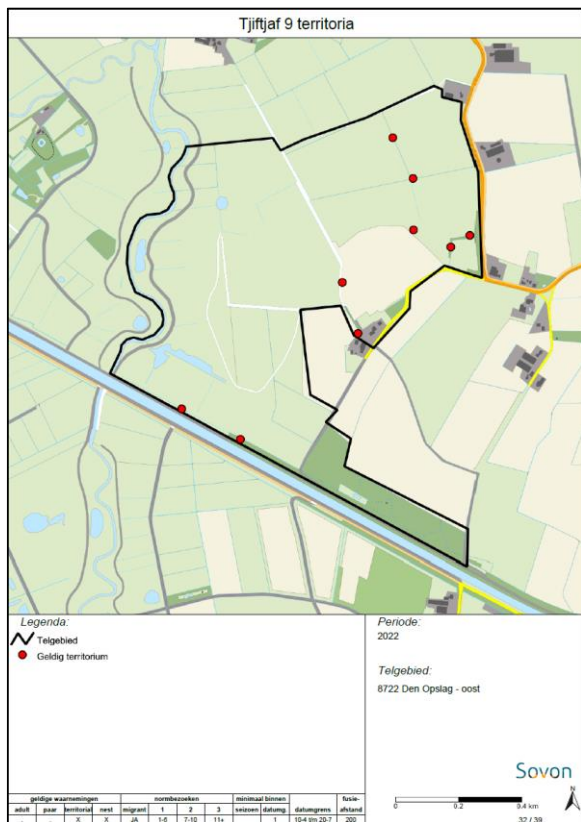 Tjiftjaf 9 territoria
Legenda:
Telgebied
Geldig territorium
Periode:
2022
Telgebied:
8722 Den Opslag - oost
Sovon
0 0.2 0.4 km
N
32 / 39
geldige waarnemingen normbezoeken minimaal binnen fusie-
adult paar territorial nest migrant 1 2 3 seizoen datumg. datumgrens afstand
. . X X JA 1-6 7-10 11+ 1 10-4 t/m 20-7 200